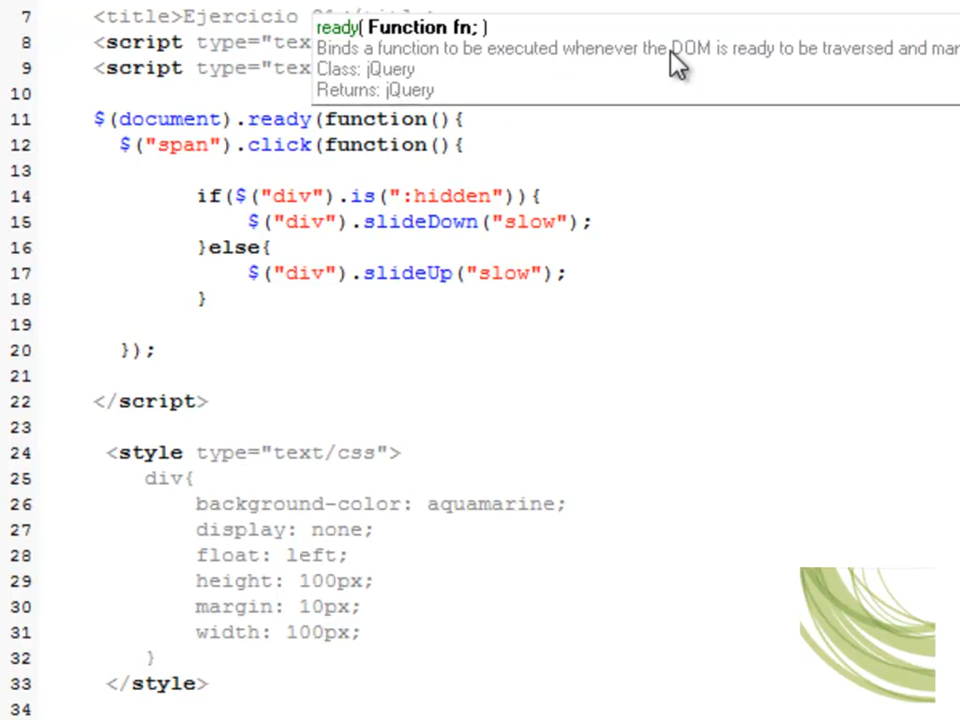 7 <title>Ejercicio
ready( Function fn; )
8 <script type="tex
Binds a function to be executed whenever the DOM is ready to be traversed and
9 <script type="tex
Class: jQuery
10
Returns: jQuery
11 $(document).ready(function(){
12 $("span").click(function(){
13
14 if($("div").is(":hidden")){
15 $("div").slideDown("slow");
16 }else{
17 $("div").slideUp("slow");
18 }
19
20 });
21
22 </script>
23
24 <style type="text/css">
25 div{
26 background-color: aquamarine;
27 display: none;
28 float: left;
29 height: 100px;
30 margin: 10px;
31 width: 100px;
32 }
33 </style>
34